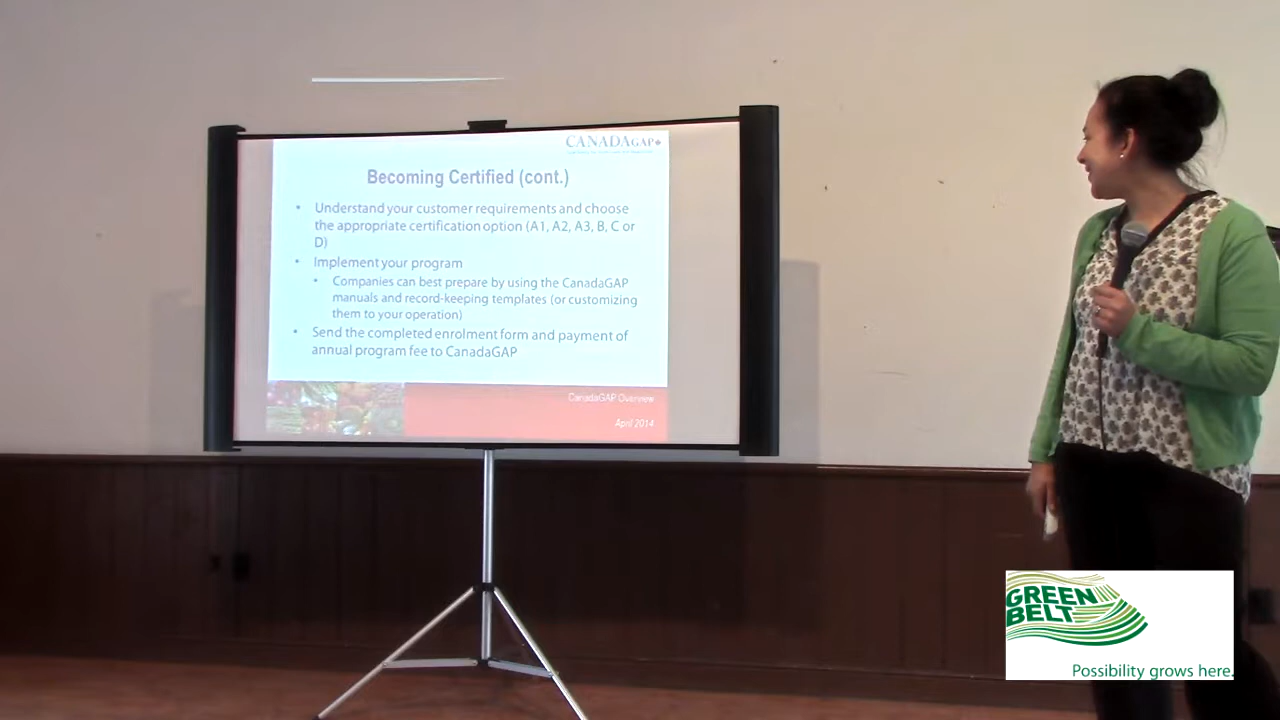 CANADAGAP
Becoming Certified (cont.)
• Understand your customer requirements and choose
the appropriate certification option (A1, A2, A3, B, C or
D)
• Implement your program
• Companies can best prepare by using the CanadaGAP
manuals and record-keeping templates (or customizing
them to your operation)
• Send the completed enrolment form and payment of
annual program fee to CanadaGAP
CanadaGAP Overview
April 2014
GREEN
BELT
Possibility grows here.